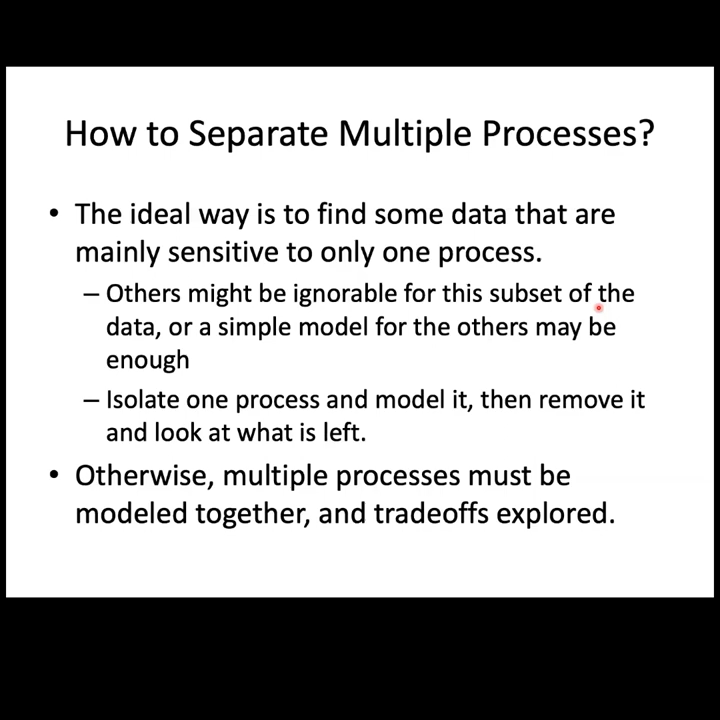 How to Separate Multiple Processes?
• The ideal way is to find some data that are
mainly sensitive to only one process.
– Others might be ignorable for this subset of the
data, or a simple model for the others may be
enough
– Isolate one process and model it, then remove it
and look at what is left.
• Otherwise, multiple processes must be
modeled together, and tradeoffs explored.